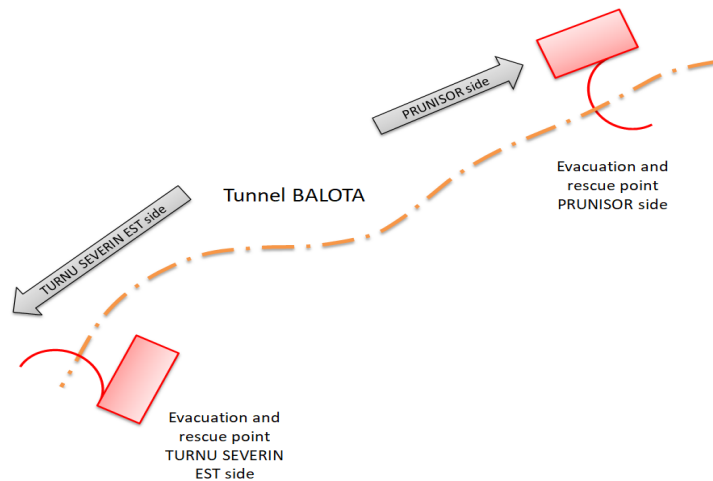 PRUNISOR side
Evacuation and
rescue point
PRUNISOR side
Tunnel BALOTA
TURNU SEVERIN EST side
Evacuation and
rescue point
TURNU SEVERIN
EST side